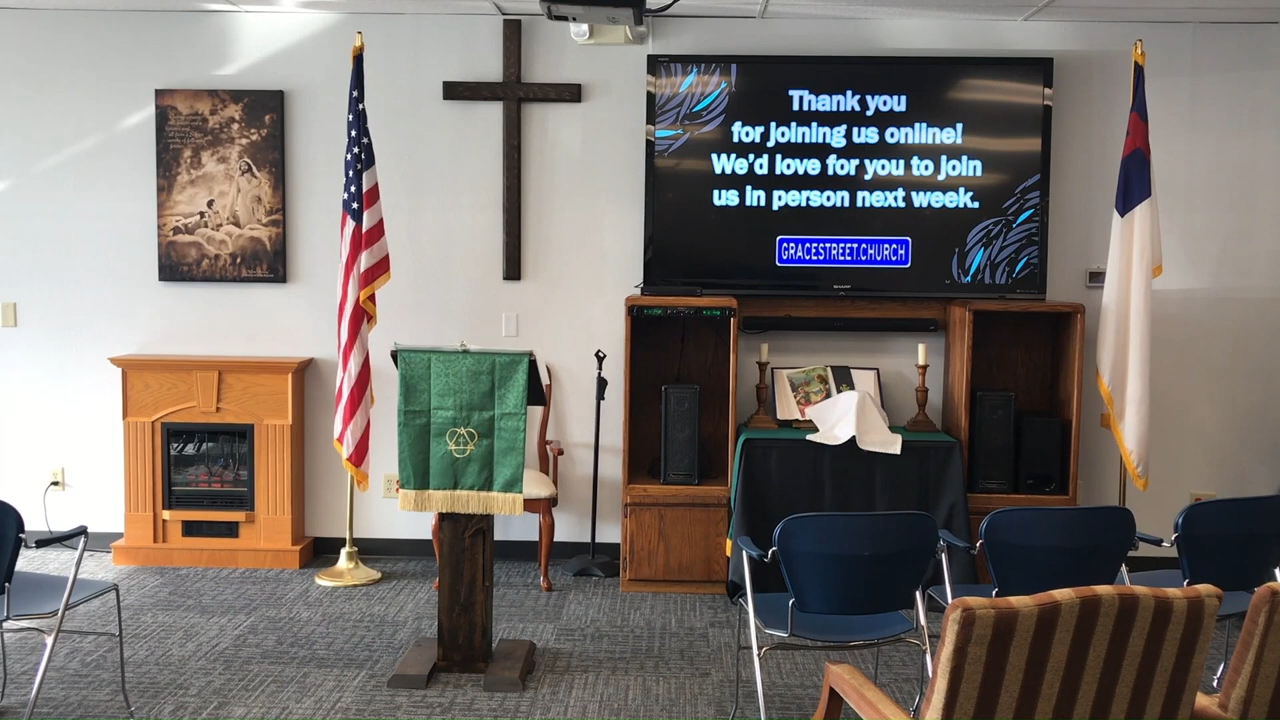 Thank you
for joining us online!
We'd love for you to join
us in person next week.
GRACESTREET.CHURCH
SHARP